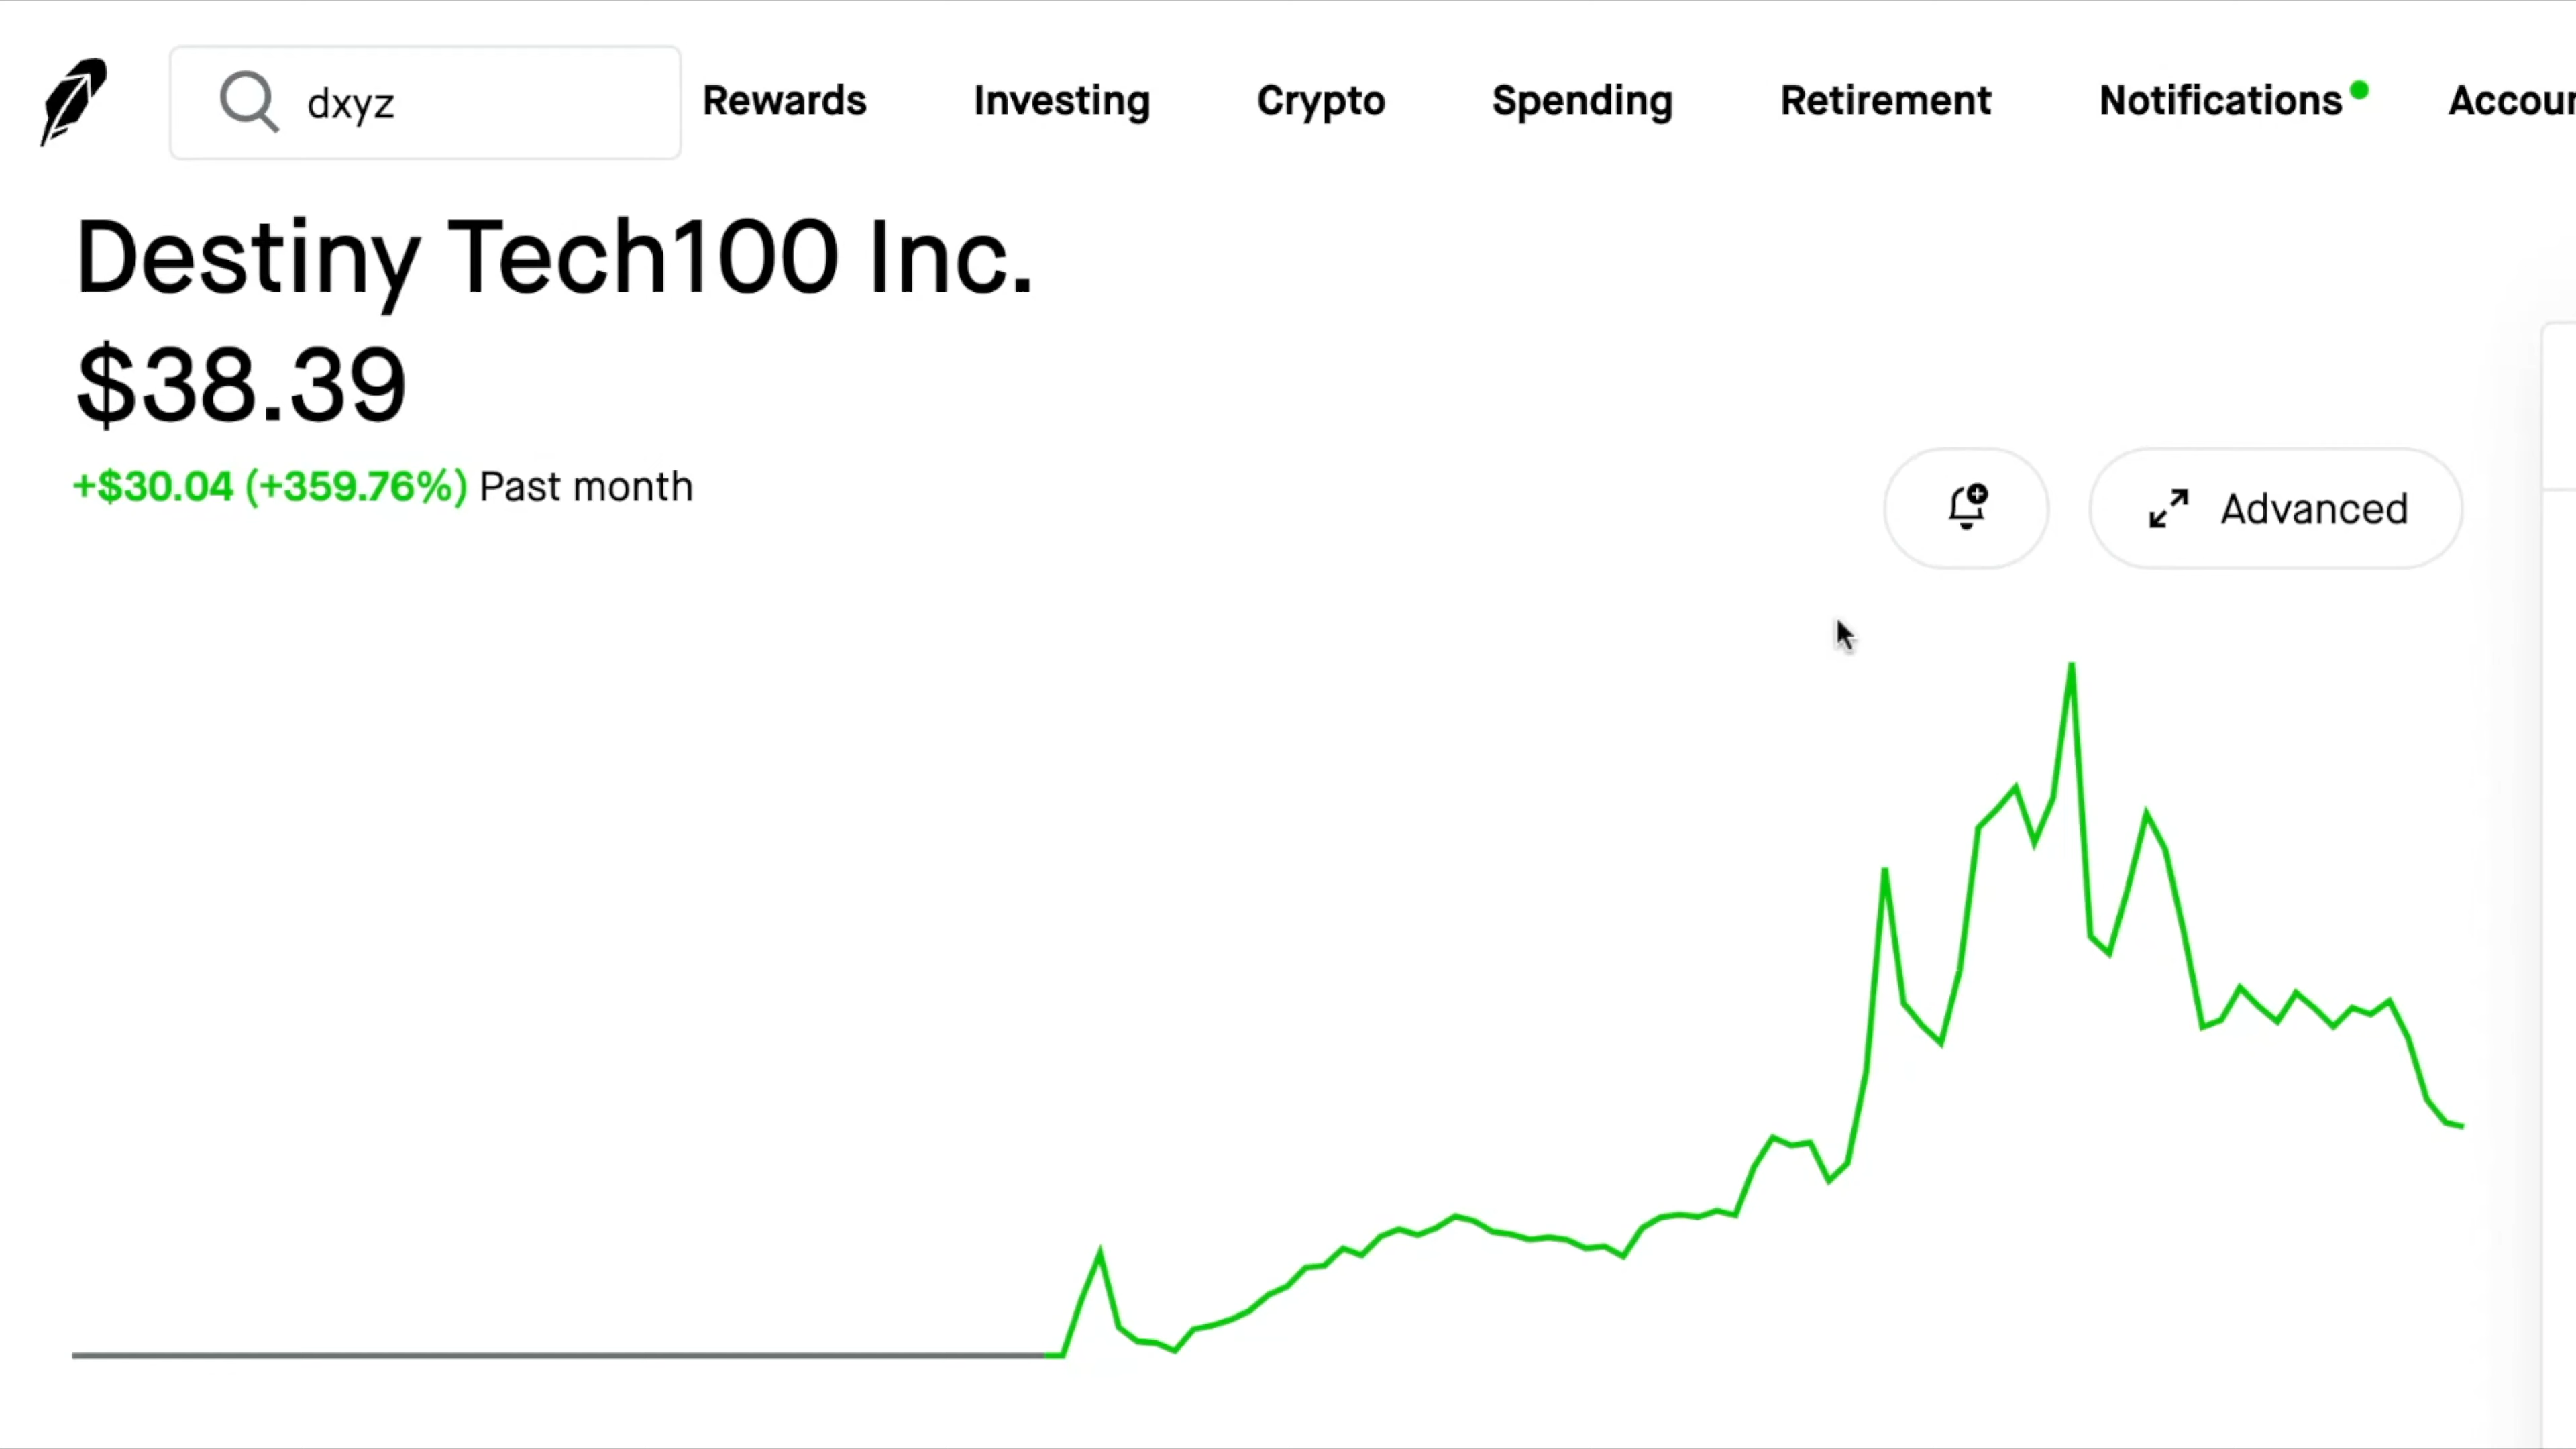 dxyz
Rewards Investing Crypto Spending Retirement Notifications
Destiny Tech100 Inc.
$38.39
+$30.04 (+359.76%) Past month
Advanced